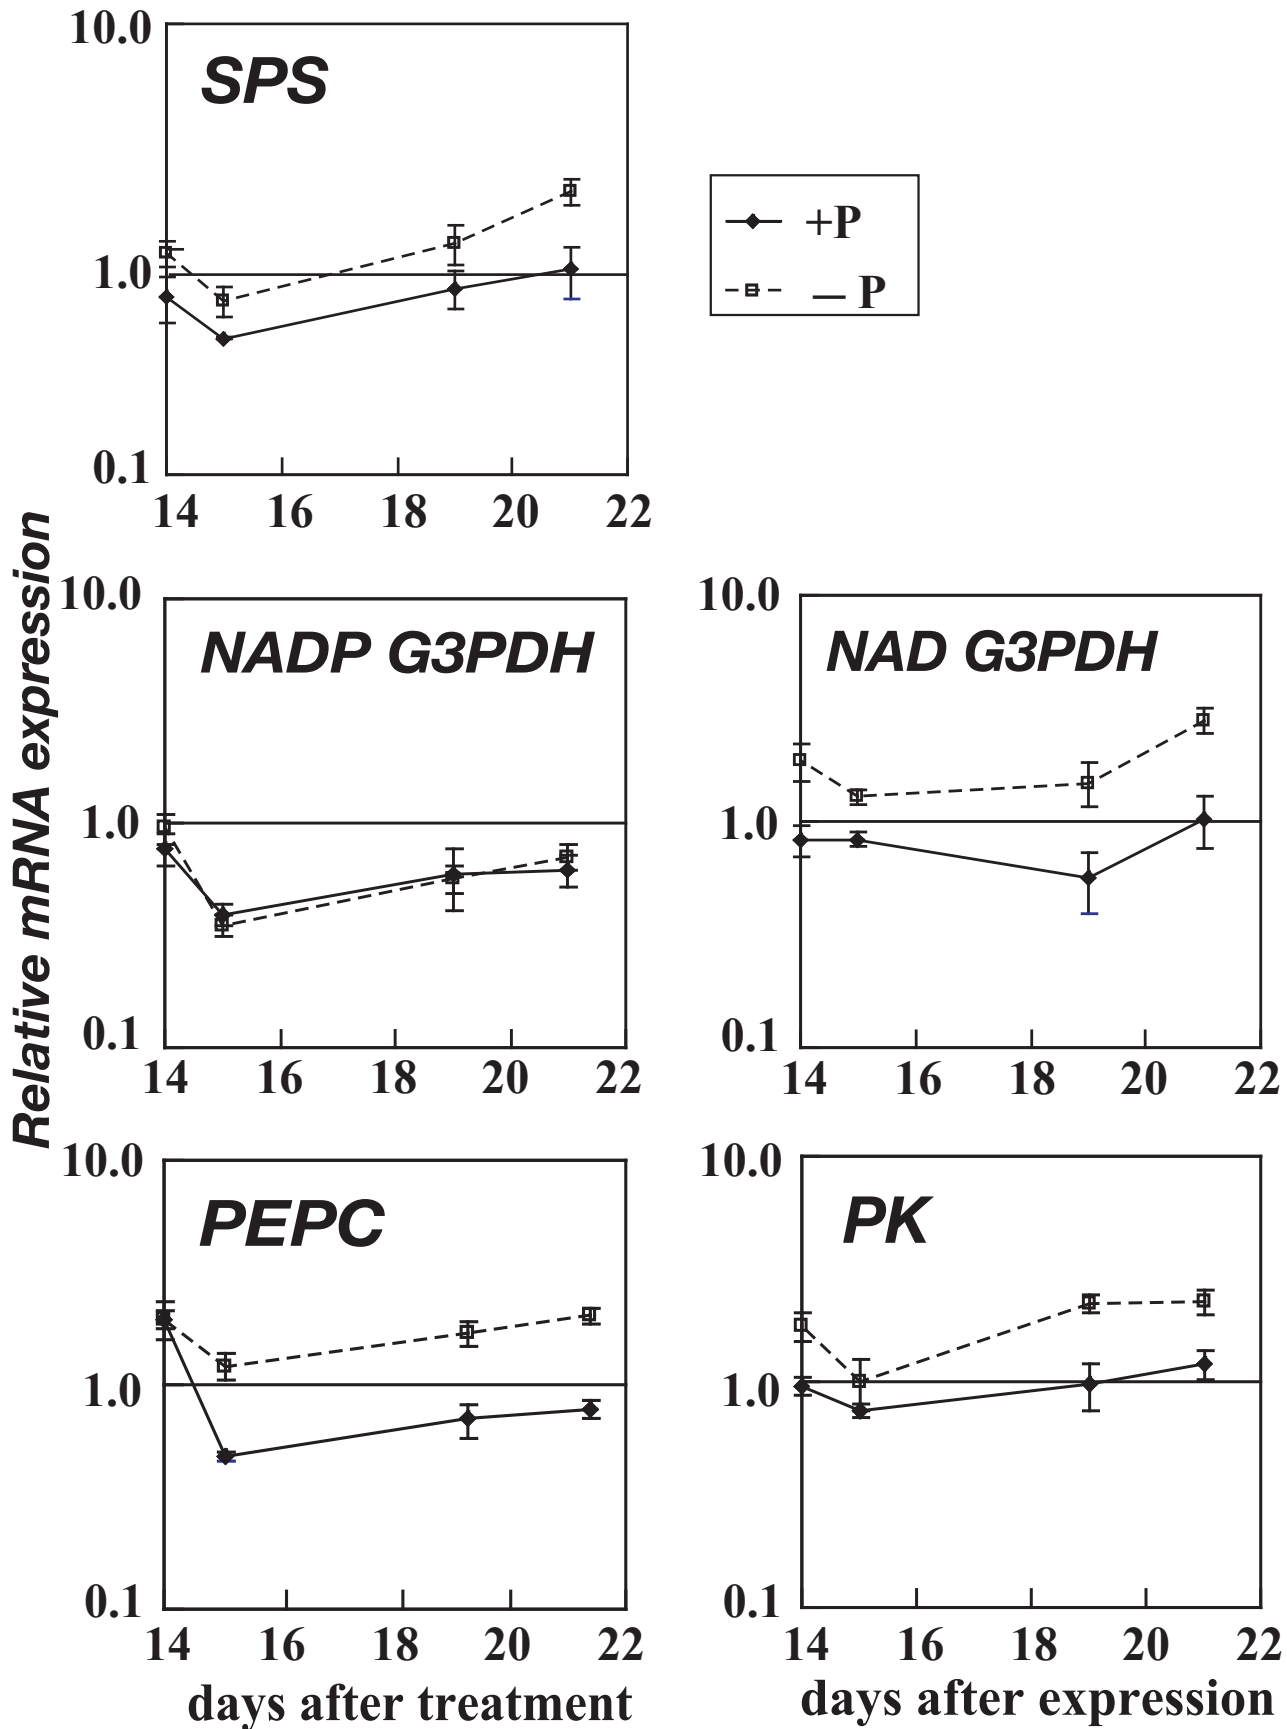 10.0
SPS
1.0
0.1
14 16 18 20 22
+P
— P
Relative mRNA expression
10.0
NADP G3PDH
1.0
0.1
14 16 18 20 22
10.0
NAD G3PDH
1.0
0.1
14 16 18 20 22
10.0
PEPC
1.0
0.1
14 16 18 20 22
days after treatment
10.0
PK
1.0
0.1
14 16 18 20 22
days after expression